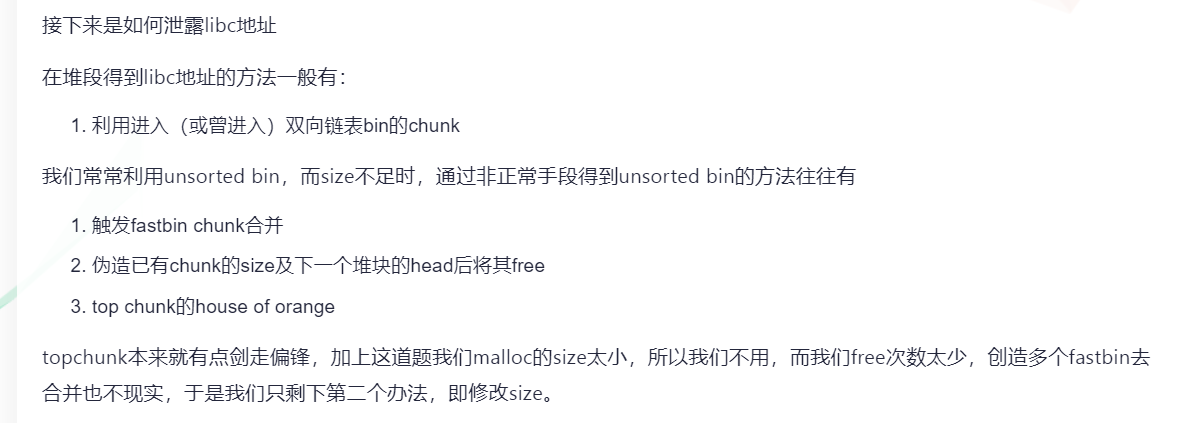 接下来是如何泄露libc地址
在堆段得到libc地址的方法一般有：
1. 利用进入（或曾进入）双向链表bin的chunk
我们常常利用unsorted bin，而size不足时，通过非正常手段得到unsorted bin的方法往往有
1. 触发fastbin chunk合并
2. 伪造已有chunk的size及下一个堆块的head后将其free
3. top chunk的house of orange
topchunk本来就有点剑走偏锋，加上这道题我们malloc的size太小，所以我们不用，而我们free次数太少，创造多个fastbin去
合并也不现实，于是我们只剩下第二个办法，即修改size。